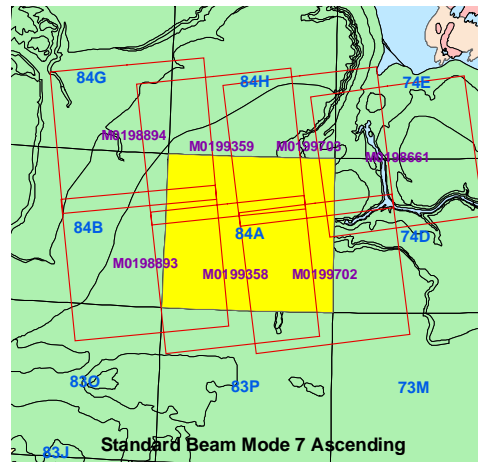 84G
84H
74E
M0198894
M0199359
M0199703
M0198661
84B
84A
74D
M0198893
M0199358
M0199702
83O
83P
73M
83J
Standard Beam Mode 7 Ascending